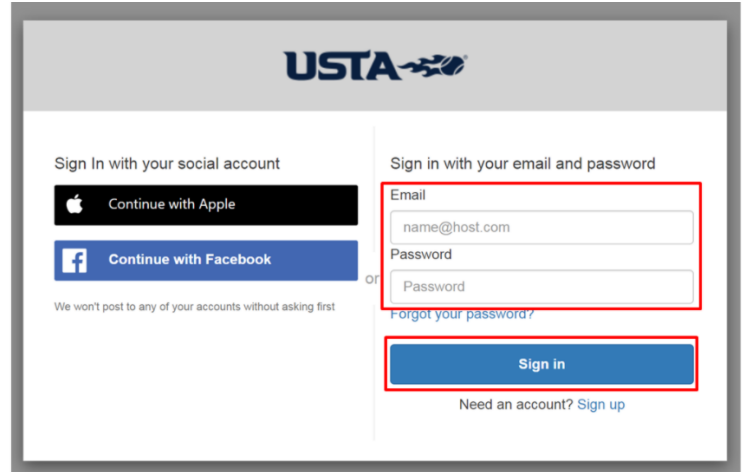 USTA
Sign In with your social account
Continue with Apple
Continue with Facebook
We won't post to any of your accounts without asking first
or
Sign in with your email and password
Email
name@host.com
Password
Password
Forgot your password?
Sign in
Need an account? Sign up